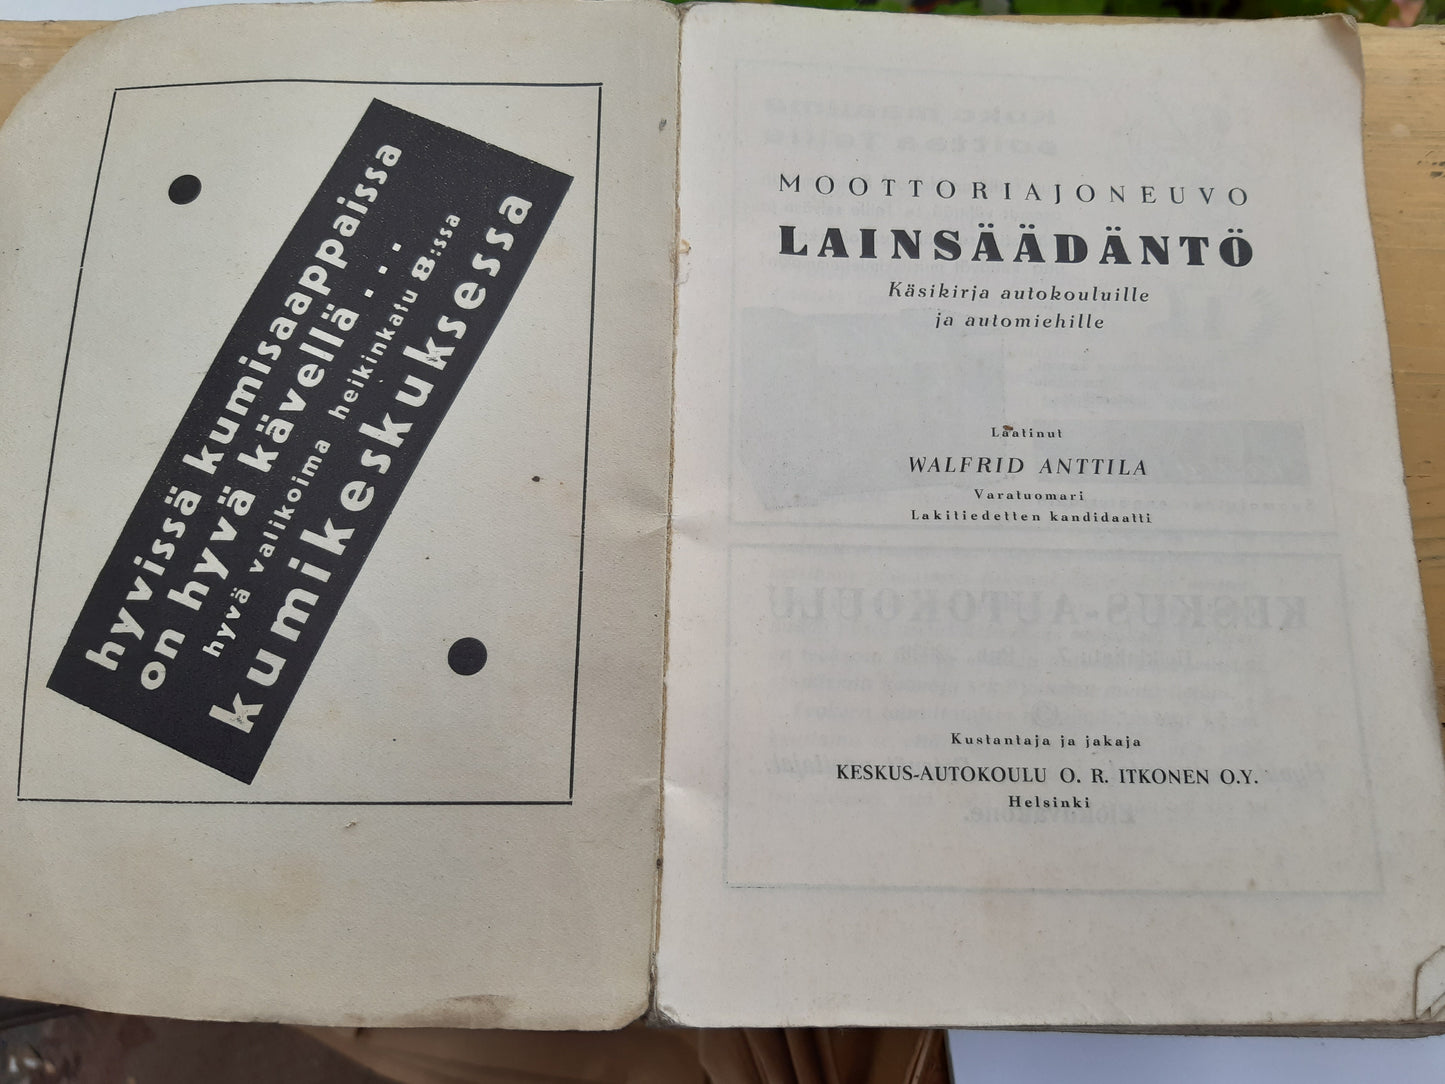 hyvissä kumisaappaissa
on hyvä kävellä . . .
hyvä valikoima heikinkatu 8:ssa
kumikeskuksessa
MOOTTORIAJONEUVO
LAINSÄÄDÄNTÖ
Käsikirja autokouluille
ja automiehille
Laatinut
WALFRID ANTTILA
Varatuomari
Lakitiedetten kandidaatti
Kustantaja ja jakaja
KESKUS-AUTOKOULU O. R. ITKONEN O.Y.
Helsinki